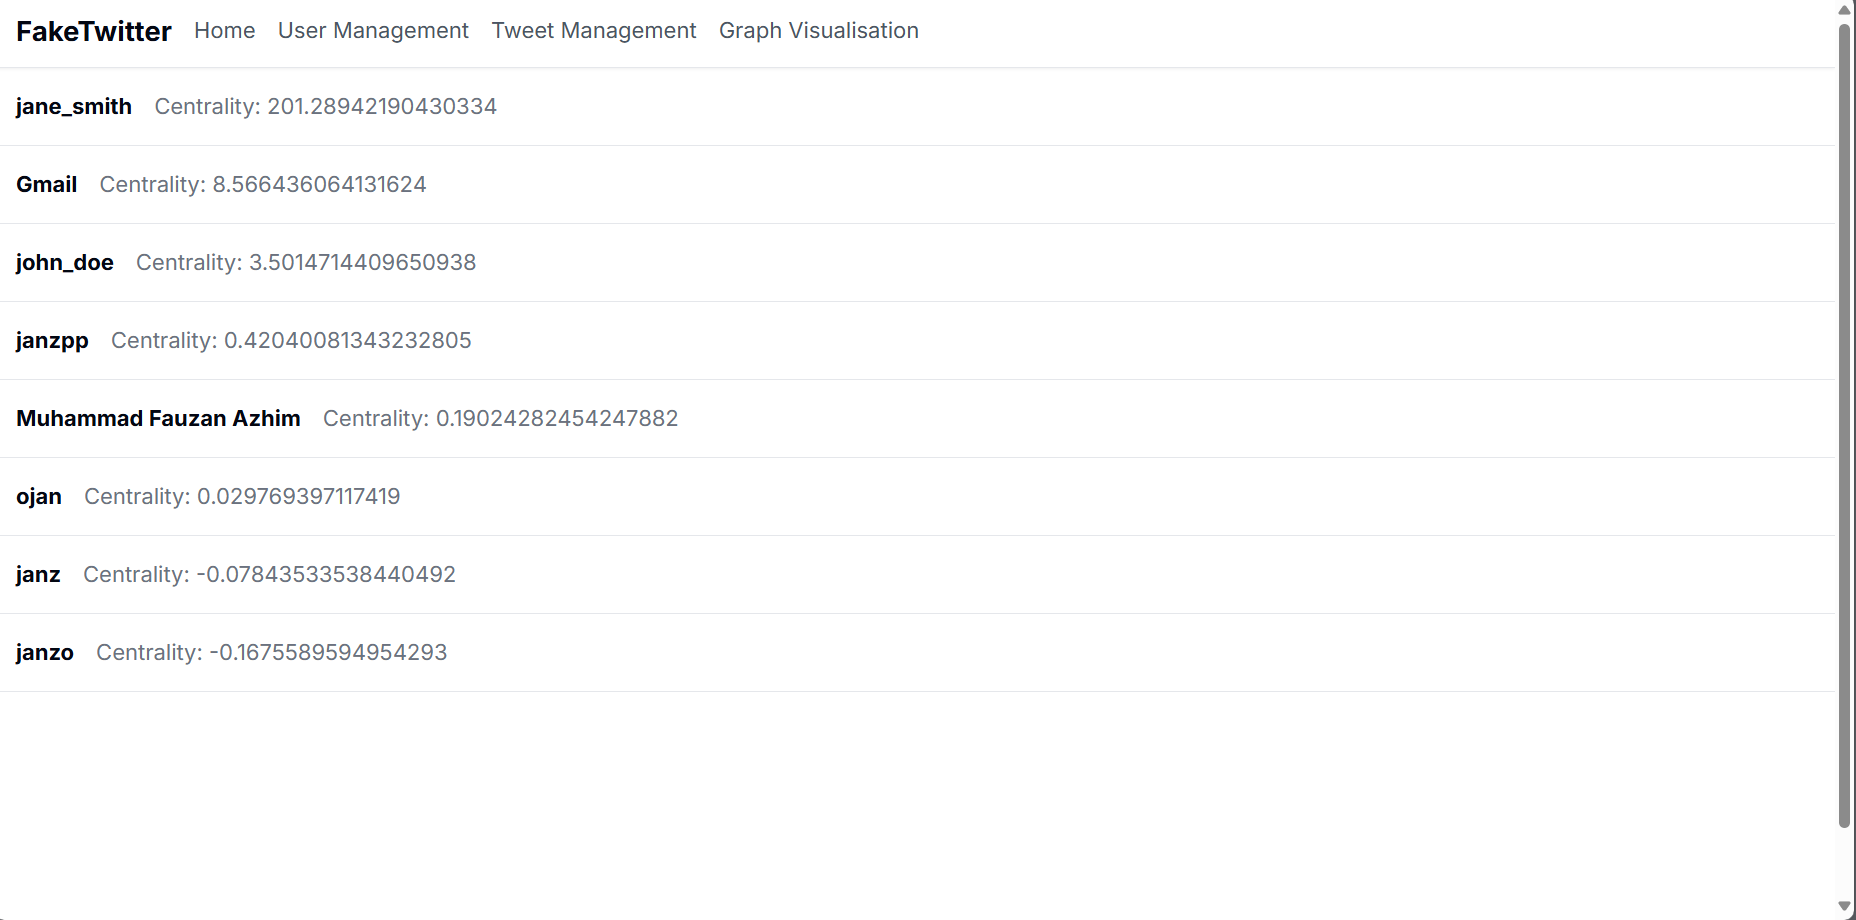 FakeTwitter Home User Management Tweet Management Graph Visualisation
jane_smith Centrality: 201.28942190430334
Gmail Centrality: 8.566436064131624
john_doe Centrality: 3.5014714409650938
janzpp Centrality: 0.42040081343232805
Muhammad Fauzan Azhim Centrality: 0.19024282454247882
ojan Centrality: 0.029769397117419
janz Centrality: -0.07843533538440492
janzo Centrality: -0.1675589594954293